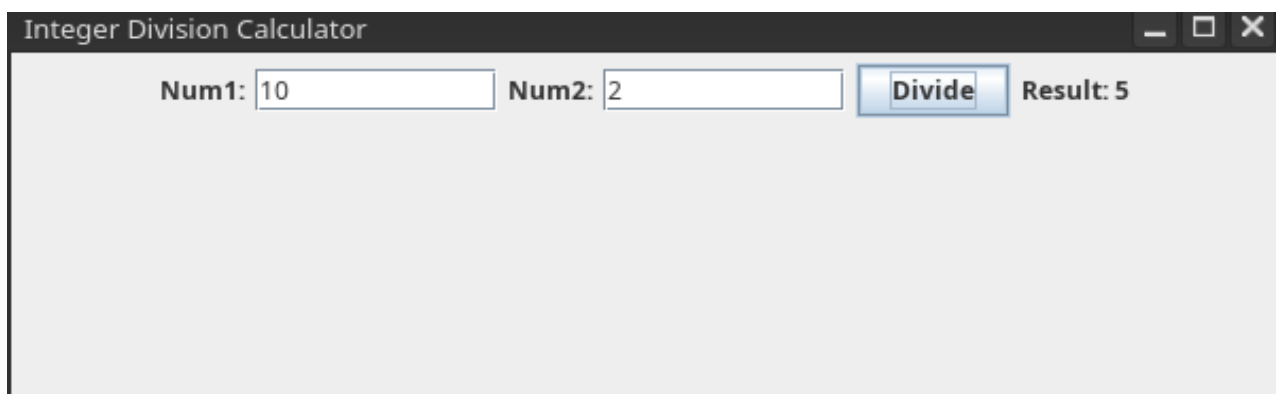 Integer Division Calculator
Num1: 10 Num2: 2 Divide Result: 5